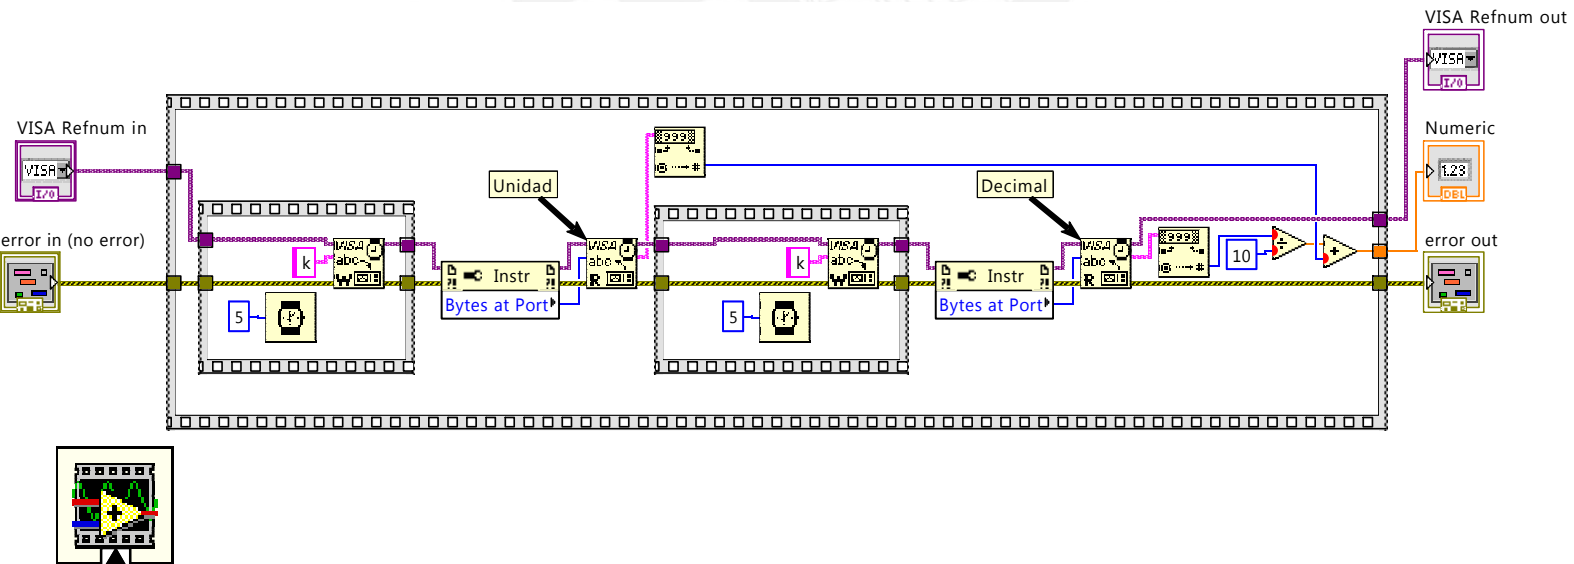 VISA Refnum out
VISA
I/O
VISA Refnum in
VISA
I/O
Numeric
1.23
DBL
999
Unidad
Decimal
error in (no error)
error out
k
VISA
abc
W
Instr
Bytes at Port
VISA
abc
R
k
VISA
abc
W
Instr
Bytes at Port
VISA
abc
R
999
10
5
5